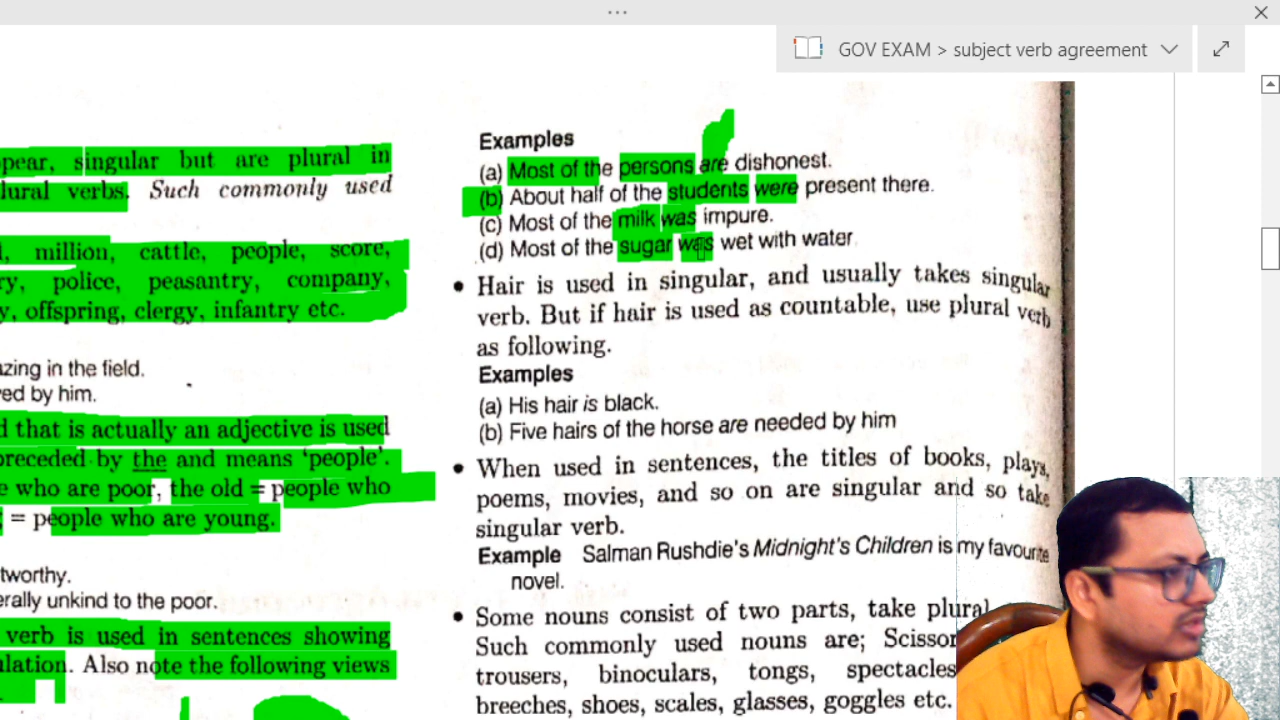 GOV EXAM > subject verb agreement
pear, singular but are plural in
lural verbs. Such commonly used
million, cattle, people, score,
ry, police, peasantry, company,
y, offspring, clergy, infantry etc.
zing in the field.
ed by him.
d that is actually an adjective is used
preceded by the and means 'people'.
e who are poor, the old = people who
= people who are young.
tworthy.
erally unkind to the poor.
verb is used in sentences showing
lation. Also note the following views
Examples
(a) Most of the persons are dishonest.
(b) About half of the students were present there.
(c) Most of the milk was impure.
(d) Most of the sugar was wet with water
• Hair is used in singular, and usually takes singular
verb. But if hair is used as countable, use plural verb
as following.
Examples
(a) His hair is black.
(b) Five hairs of the horse are needed by him
• When used in sentences, the titles of books, plays,
poems, movies, and so on are singular and so take
singular verb.
Example Salman Rushdie's Midnight's Children is my favourite
novel.
• Some nouns consist of two parts, take plural
Such commonly used nouns are; Scissor
trousers, binoculars, tongs, spectacles
breeches, shoes, scales, glasses, goggles etc.